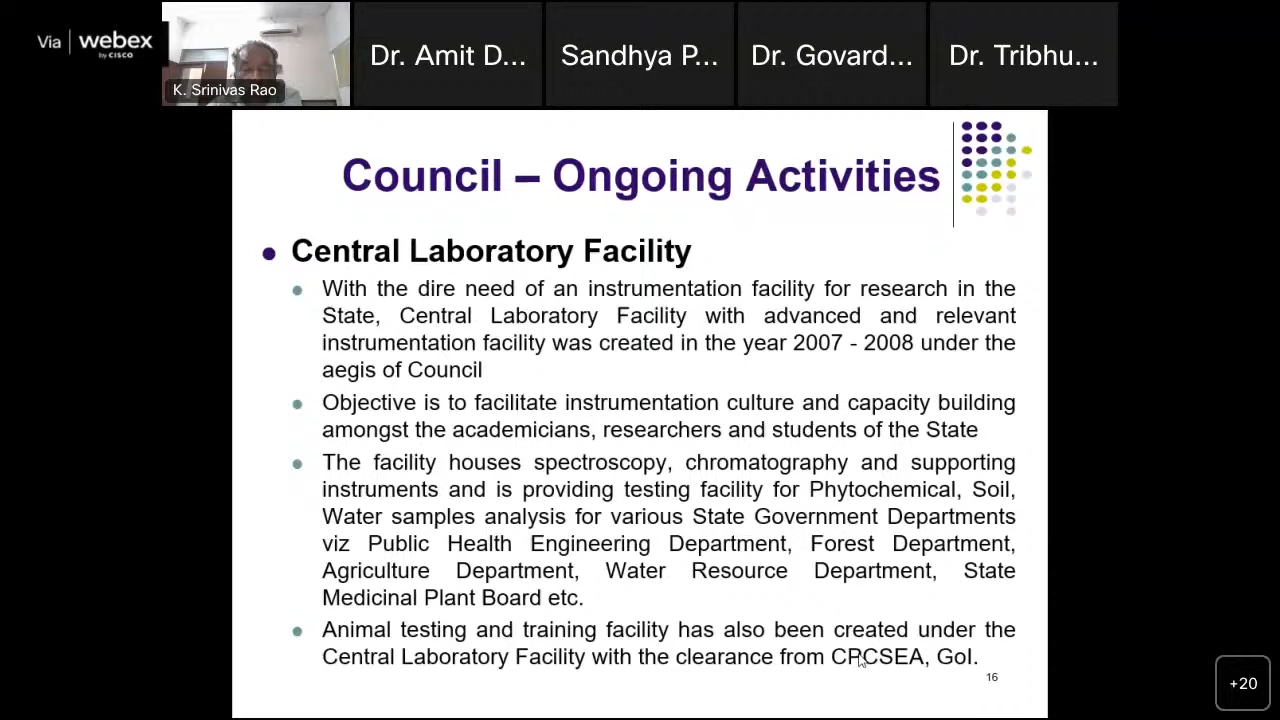 Via | webex
by CISCO
K. Srinivas Rao
Dr. Amit D...
Sandhya P...
Dr. Govard...
Dr. Tribhu...
Council – Ongoing Activities
Central Laboratory Facility
With the dire need of an instrumentation facility for research in the
State, Central Laboratory Facility with advanced and relevant
instrumentation facility was created in the year 2007 - 2008 under the
aegis of Council
Objective is to facilitate instrumentation culture and capacity building
amongst the academicians, researchers and students of the State
The facility houses spectroscopy, chromatography and supporting
instruments and is providing testing facility for Phytochemical, Soil,
Water samples analysis for various State Government Departments
viz Public Health Engineering Department, Forest Department,
Agriculture Department, Water Resource Department, State
Medicinal Plant Board etc.
Animal testing and training facility has also been created under the
Central Laboratory Facility with the clearance from CPCSEA, GoI.
16
+20